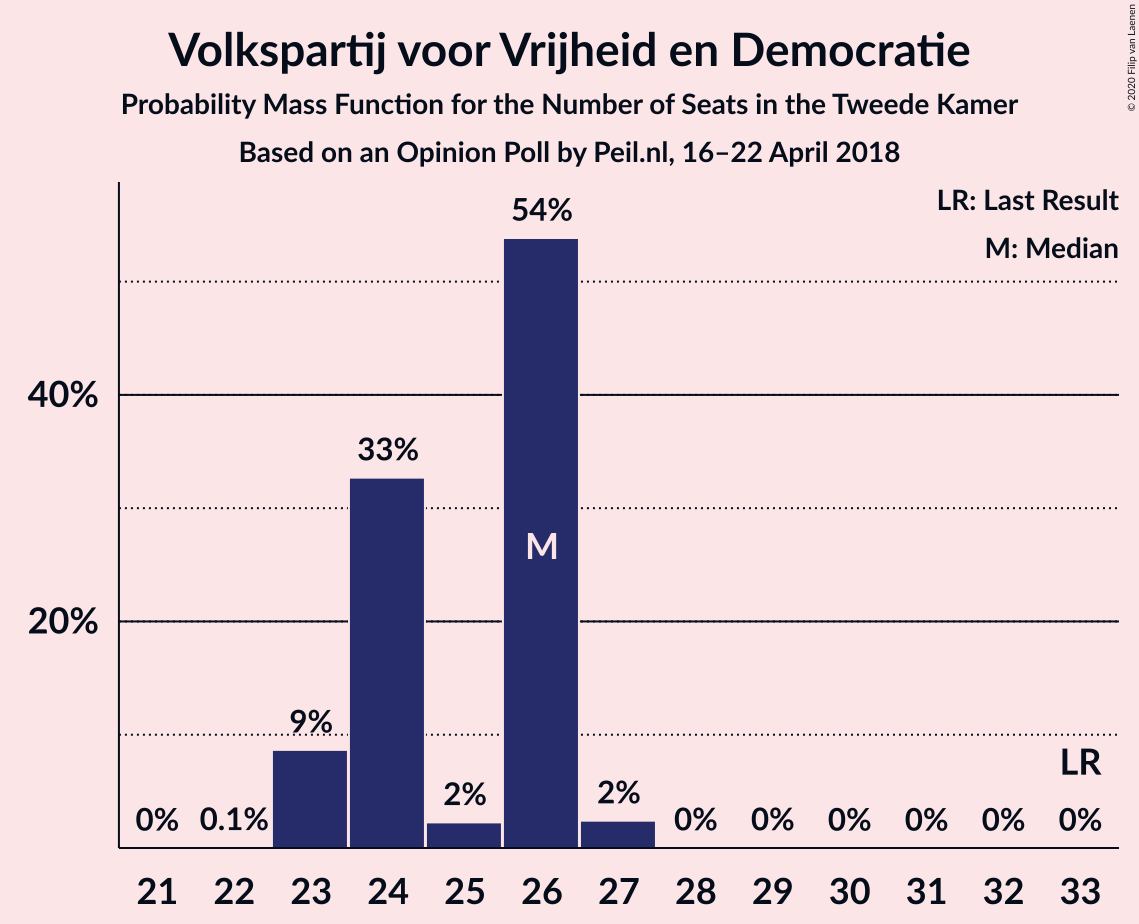 Volkspartij voor Vrijheid en Democratie
Probability Mass Function for the Number of Seats in the Tweede Kamer
Based on an Opinion Poll by Peil.nl, 16–22 April 2018
© 2020 Filip van Laenen
LR: Last Result
M: Median
54%
40%
33%
M
20%
9%
LR
0% 0.1% 2% 2% 0% 0% 0% 0% 0% 0%
21 22 23 24 25 26 27 28 29 30 31 32 33